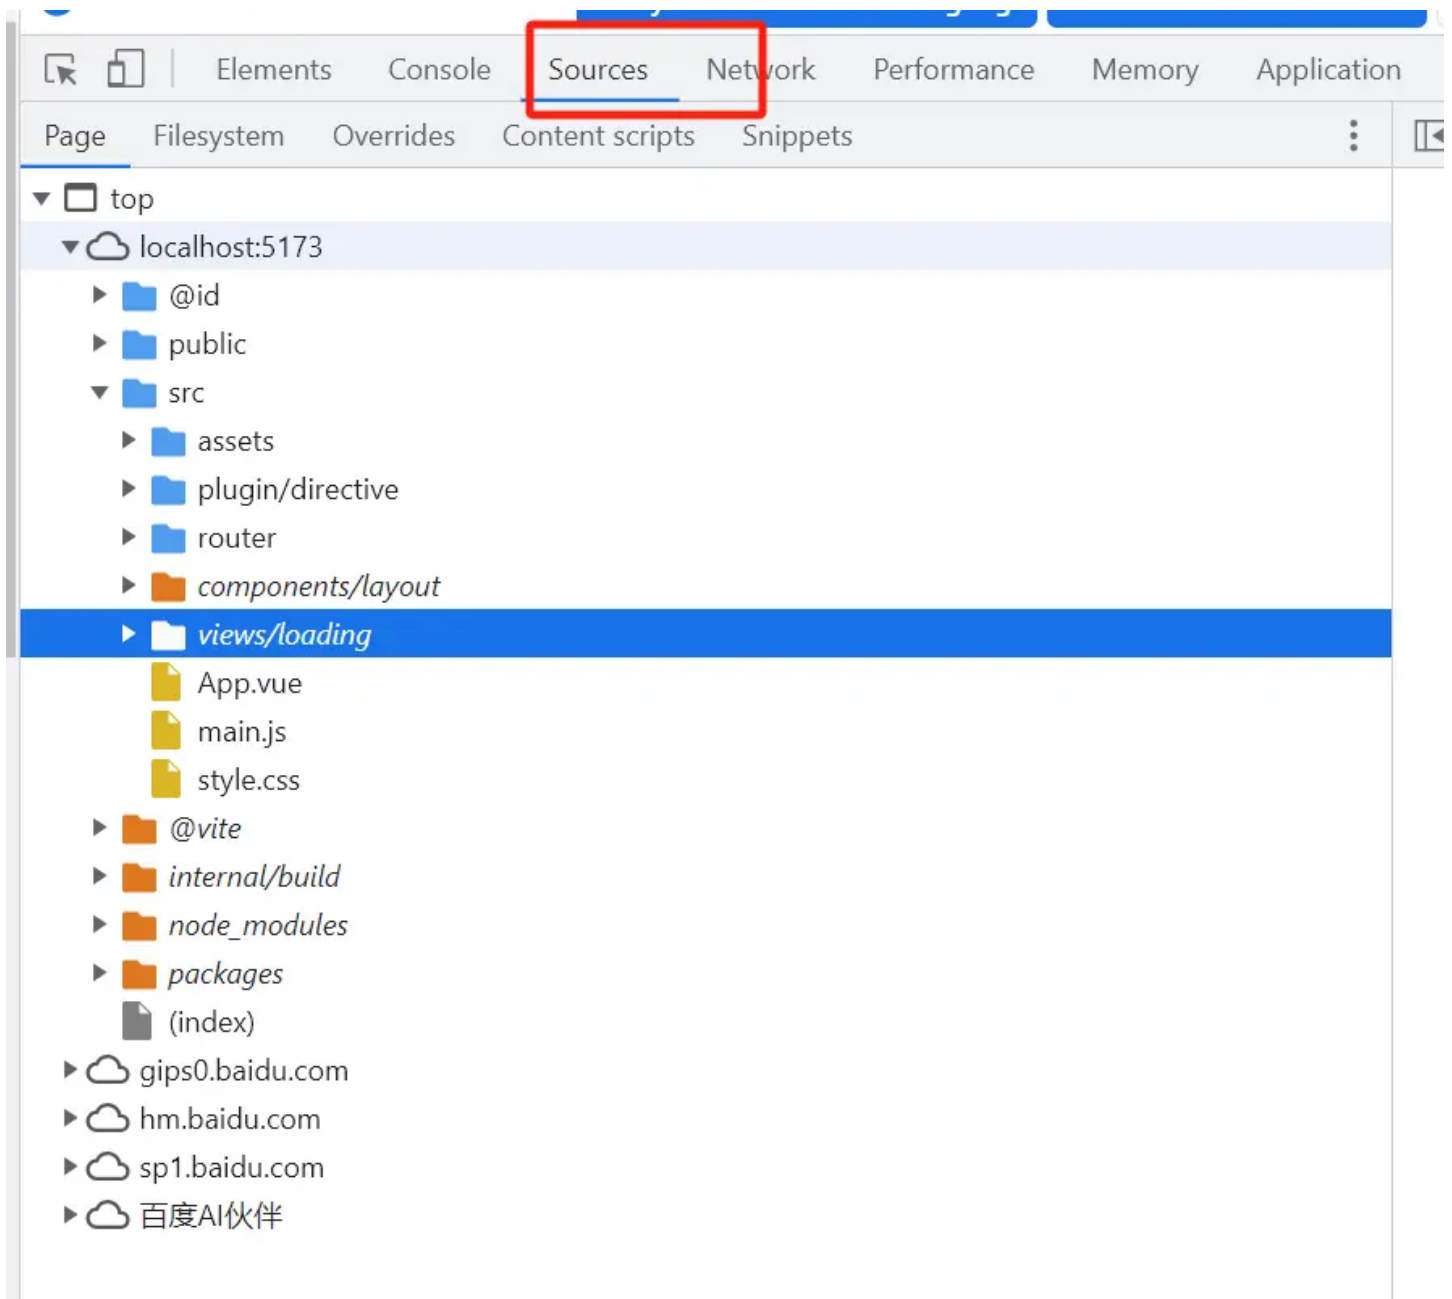 Elements Console Sources Network Performance Memory Application
Page Filesystem Overrides Content scripts Snippets
top
localhost:5173
@id
public
src
assets
plugin/directive
router
components/layout
views/loading
App.vue
main.js
style.css
@vite
internal/build
node_modules
packages
(index)
gips0.baidu.com
hm.baidu.com
sp1.baidu.com
百度AI伙伴